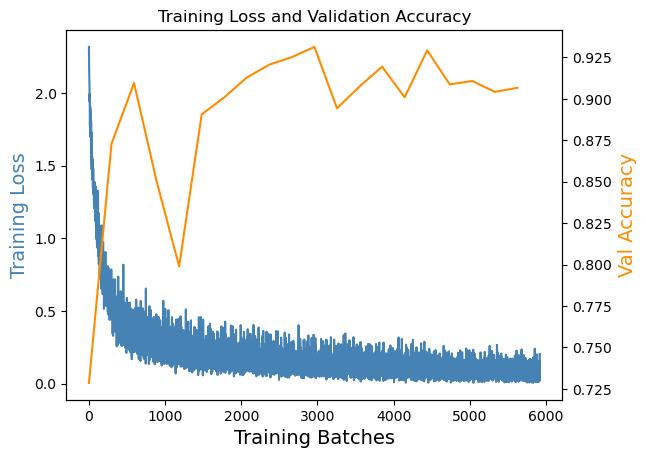 Training Loss and Validation Accuracy
Training Loss
2.0
1.5
1.0
0.5
0.0
0.925
0.900
0.875
0.850
0.825
0.800
0.775
0.750
0.725
Val Accuracy
0 1000 2000 3000 4000 5000 6000
Training Batches